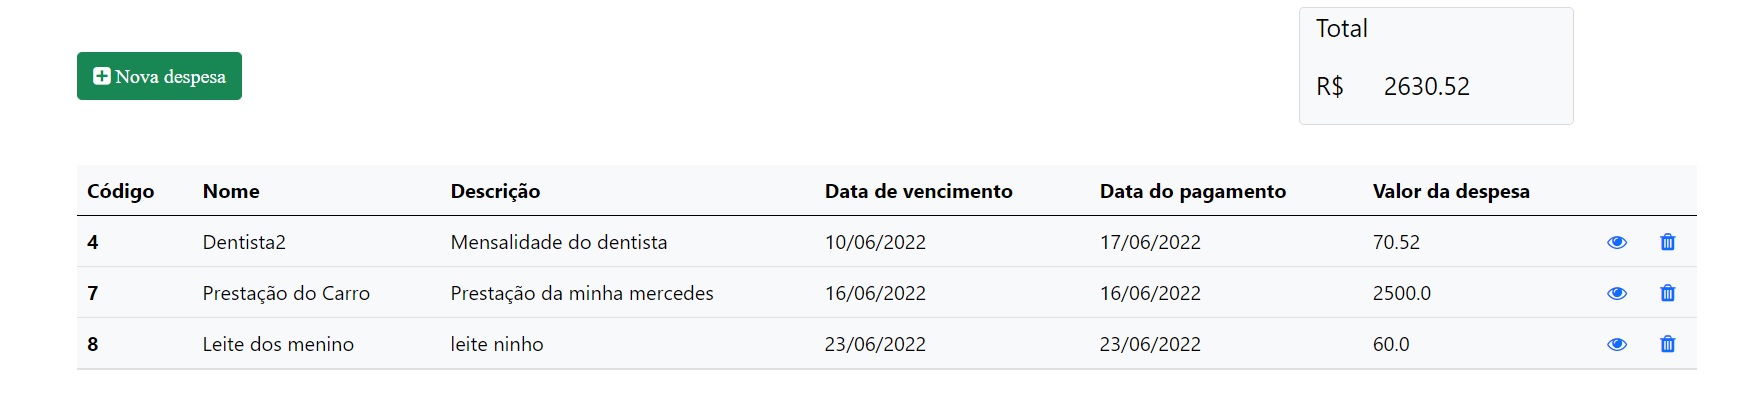 Total
Nova despesa
R$ 2630.52
Código Nome Descrição Data de vencimento Data do pagamento Valor da despesa
4 Dentista2 Mensalidade do dentista 10/06/2022 17/06/2022 70.52
7 Prestação do Carro Prestação da minha mercedes 16/06/2022 16/06/2022 2500.0
8 Leite dos menino leite ninho 23/06/2022 23/06/2022 60.0